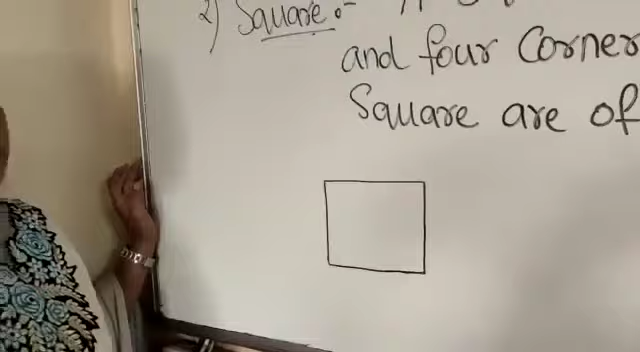 2) Square :-
and four Corner
Square are of